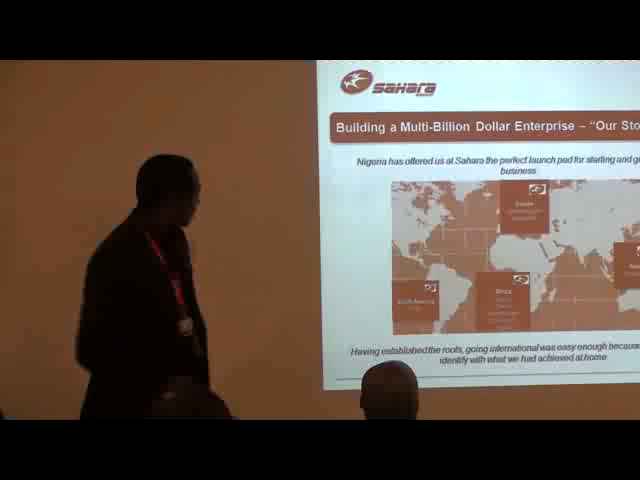 SaHaRa
Building a Multi-Billion Dollar Enterprise – "Our Sto
Nigeria has offered us at Sahara the perfect launch pad for starting and g
business
Europe
South America
Africa
Having established the roots, going international was easy enough because
identify with what we had achieved at home